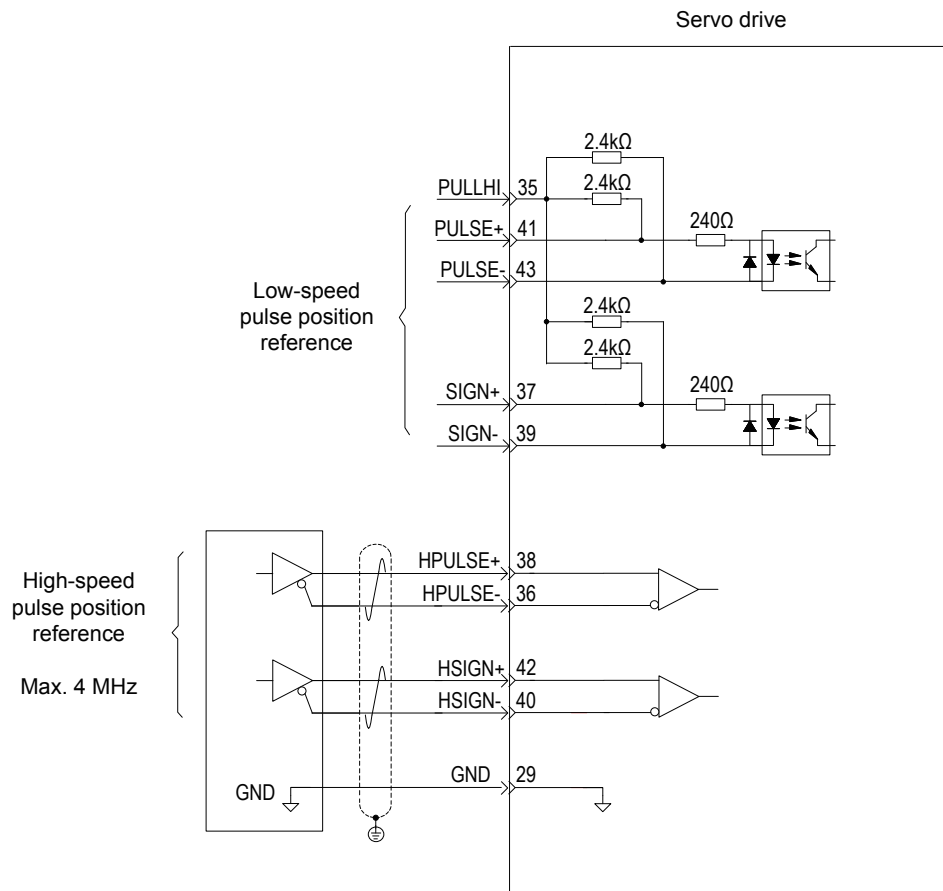 Servo drive
2.4kΩ
2.4kΩ
PULLHI 35
PULSE+ 41
240Ω
PULSE- 43
Low-speed
pulse position
reference
2.4kΩ
2.4kΩ
SIGN+ 37
240Ω
SIGN- 39
High-speed
pulse position
reference
Max. 4 MHz
HPULSE+ 38
HPULSE- 36
HSIGN+ 42
HSIGN- 40
GND
GND 29